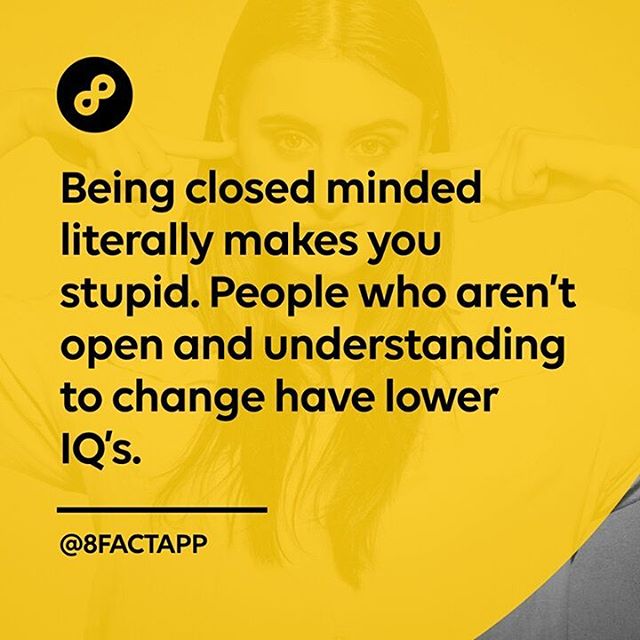 Being closed minded
literally makes you
stupid. People who aren't
open and understanding
to change have lower
IQ's.
@8FACTAPP